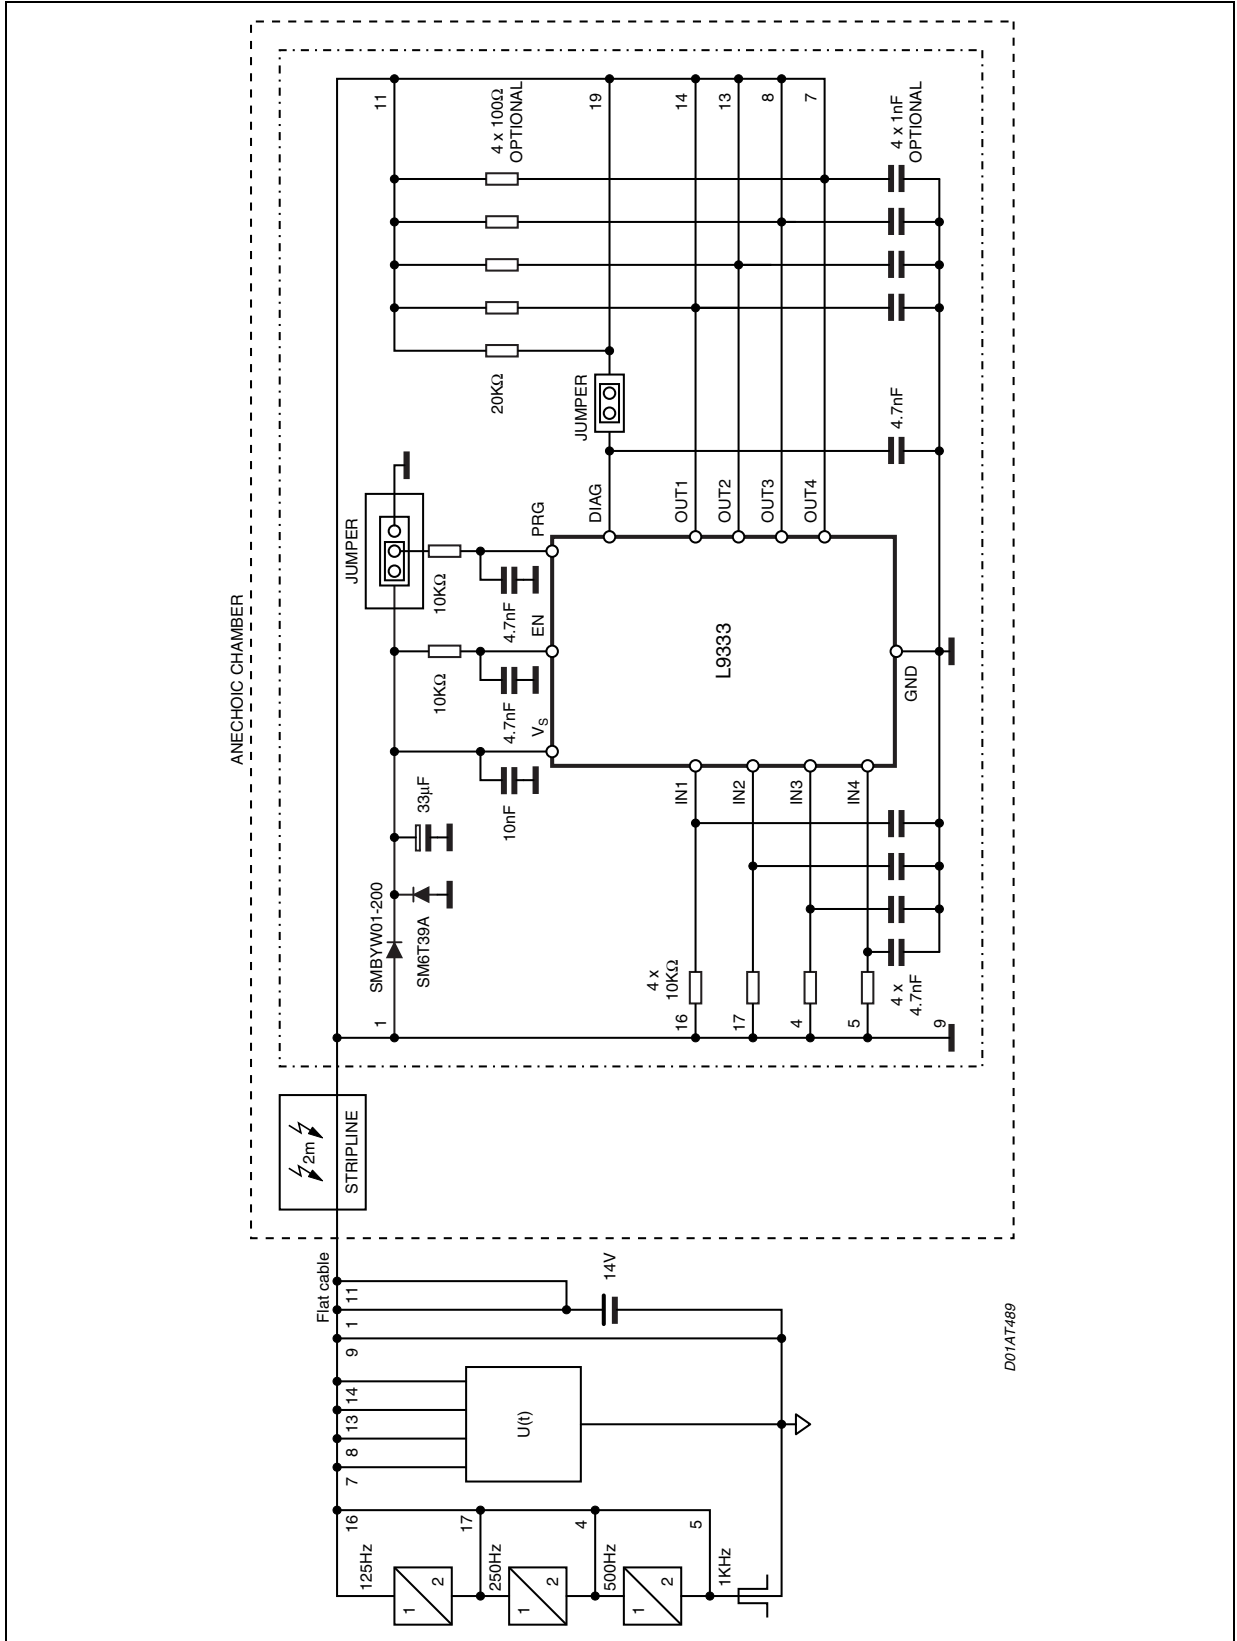 ANECHOIC CHAMBER
11
4 x 100Ω
OPTIONAL
19
14
13
8
7
4 x 1nF
OPTIONAL
20KΩ
JUMPER
4.7nF
JUMPER
10KΩ
PRG
4.7nF
DIAG
OUT1
OUT2
OUT3
OUT4
10KΩ
EN
4.7nF
L9333
GND
VS
10nF
33µF
SMBYW01-200
SM6T39A
1
IN1
IN2
IN3
IN4
4 x
10KΩ
16
17
4
5
4 x
4.7nF
9
2m
STRIPLINE
Flat cable
11
1
9
14V
14
13
8
7
U(t)
16
17
4
5
125Hz
1
2
250Hz
1
2
500Hz
1
2
1KHz
D01AT489